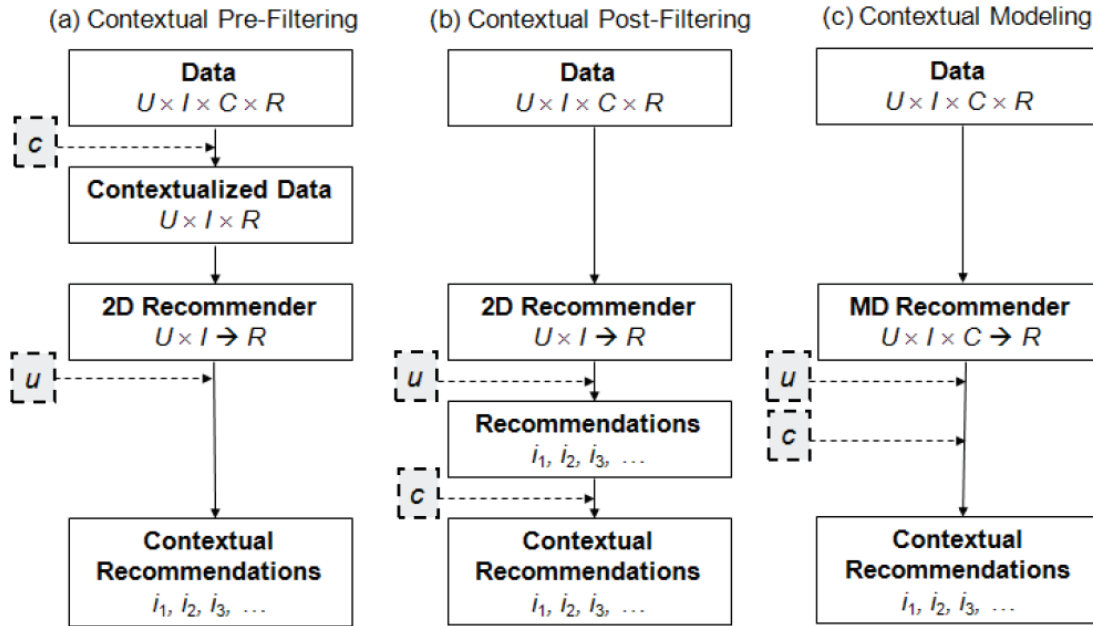 (a) Contextual Pre-Filtering
Data
U × I × C × R
c
Contextualized Data
U × I × R
2D Recommender
U × I → R
u
Contextual
Recommendations
i₁, i₂, i₃, …
(b) Contextual Post-Filtering
Data
U × I × C × R
2D Recommender
U × I → R
u
Recommendations
i₁, i₂, i₃, …
c
Contextual
Recommendations
i₁, i₂, i₃, …
(c) Contextual Modeling
Data
U × I × C × R
MD Recommender
U × I × C → R
u
c
Contextual
Recommendations
i₁, i₂, i₃, …